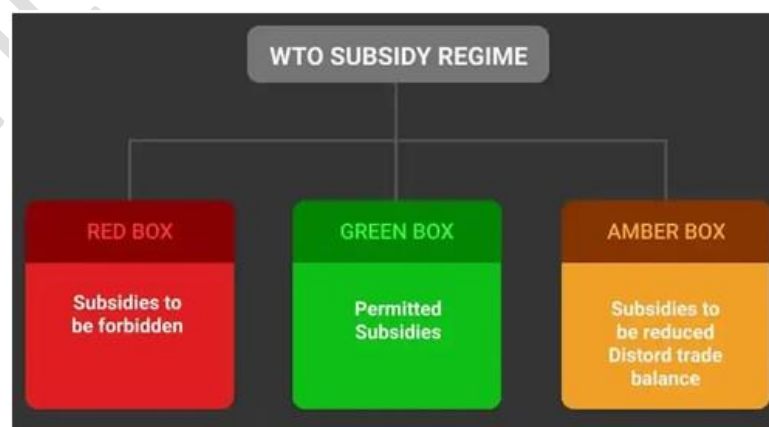 WTO SUBSIDY REGIME
RED BOX
Subsidies to
be forbidden
GREEN BOX
Permitted
Subsidies
AMBER BOX
Subsidies to
be reduced
Distord trade
balance